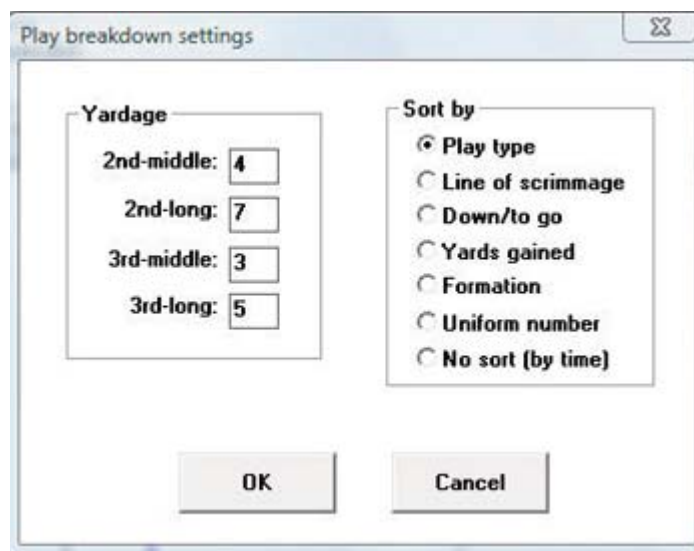 Play breakdown settings
Yardage
2nd-middle: 4
2nd-long: 7
3rd-middle: 3
3rd-long: 5
Sort by
Play type
Line of scrimmage
Down/to go
Yards gained
Formation
Uniform number
No sort (by time)
OK
Cancel